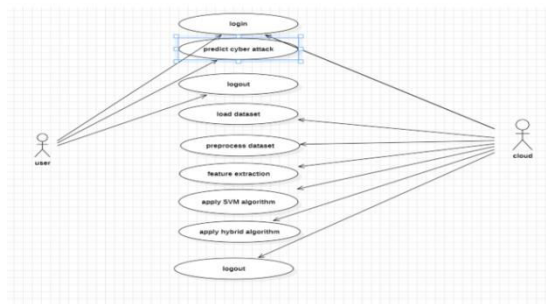 login
predict cyber attack
logout
load dataset
preprocess dataset
user
cloud
feature extraction
apply SVM algorithm
apply hybrid algorithm
logout